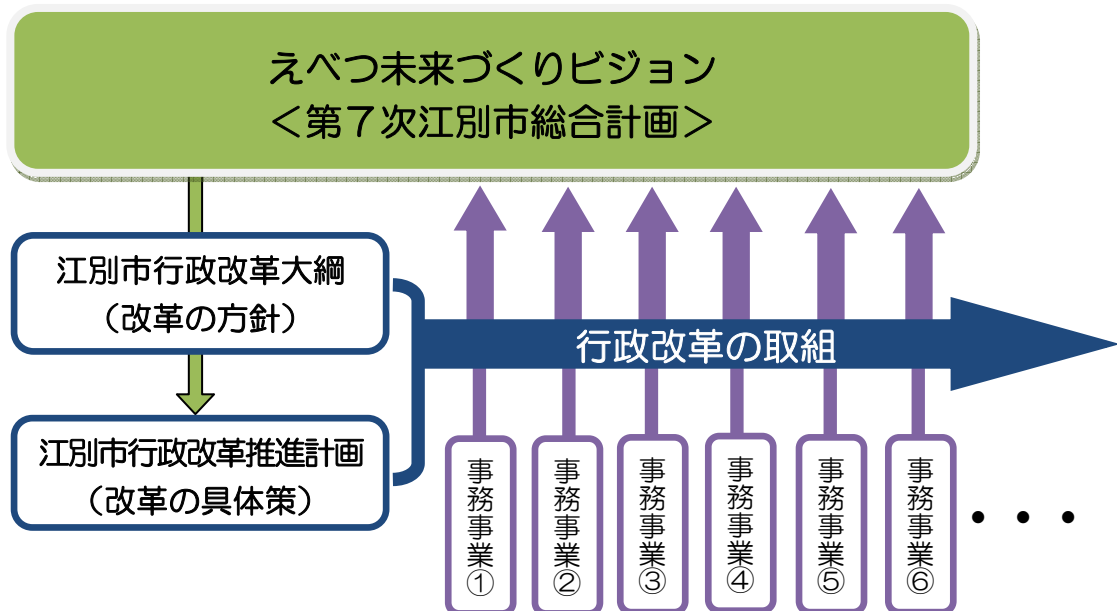 えべつ未来づくりビジョン
＜第７次江別市総合計画＞
江別市行政改革大綱
（改革の方針）
行政改革の取組
江別市行政改革推進計画
（改革の具体策）
事務事業①
事務事業②
事務事業③
事務事業④
事務事業⑤
事務事業⑥
・・・